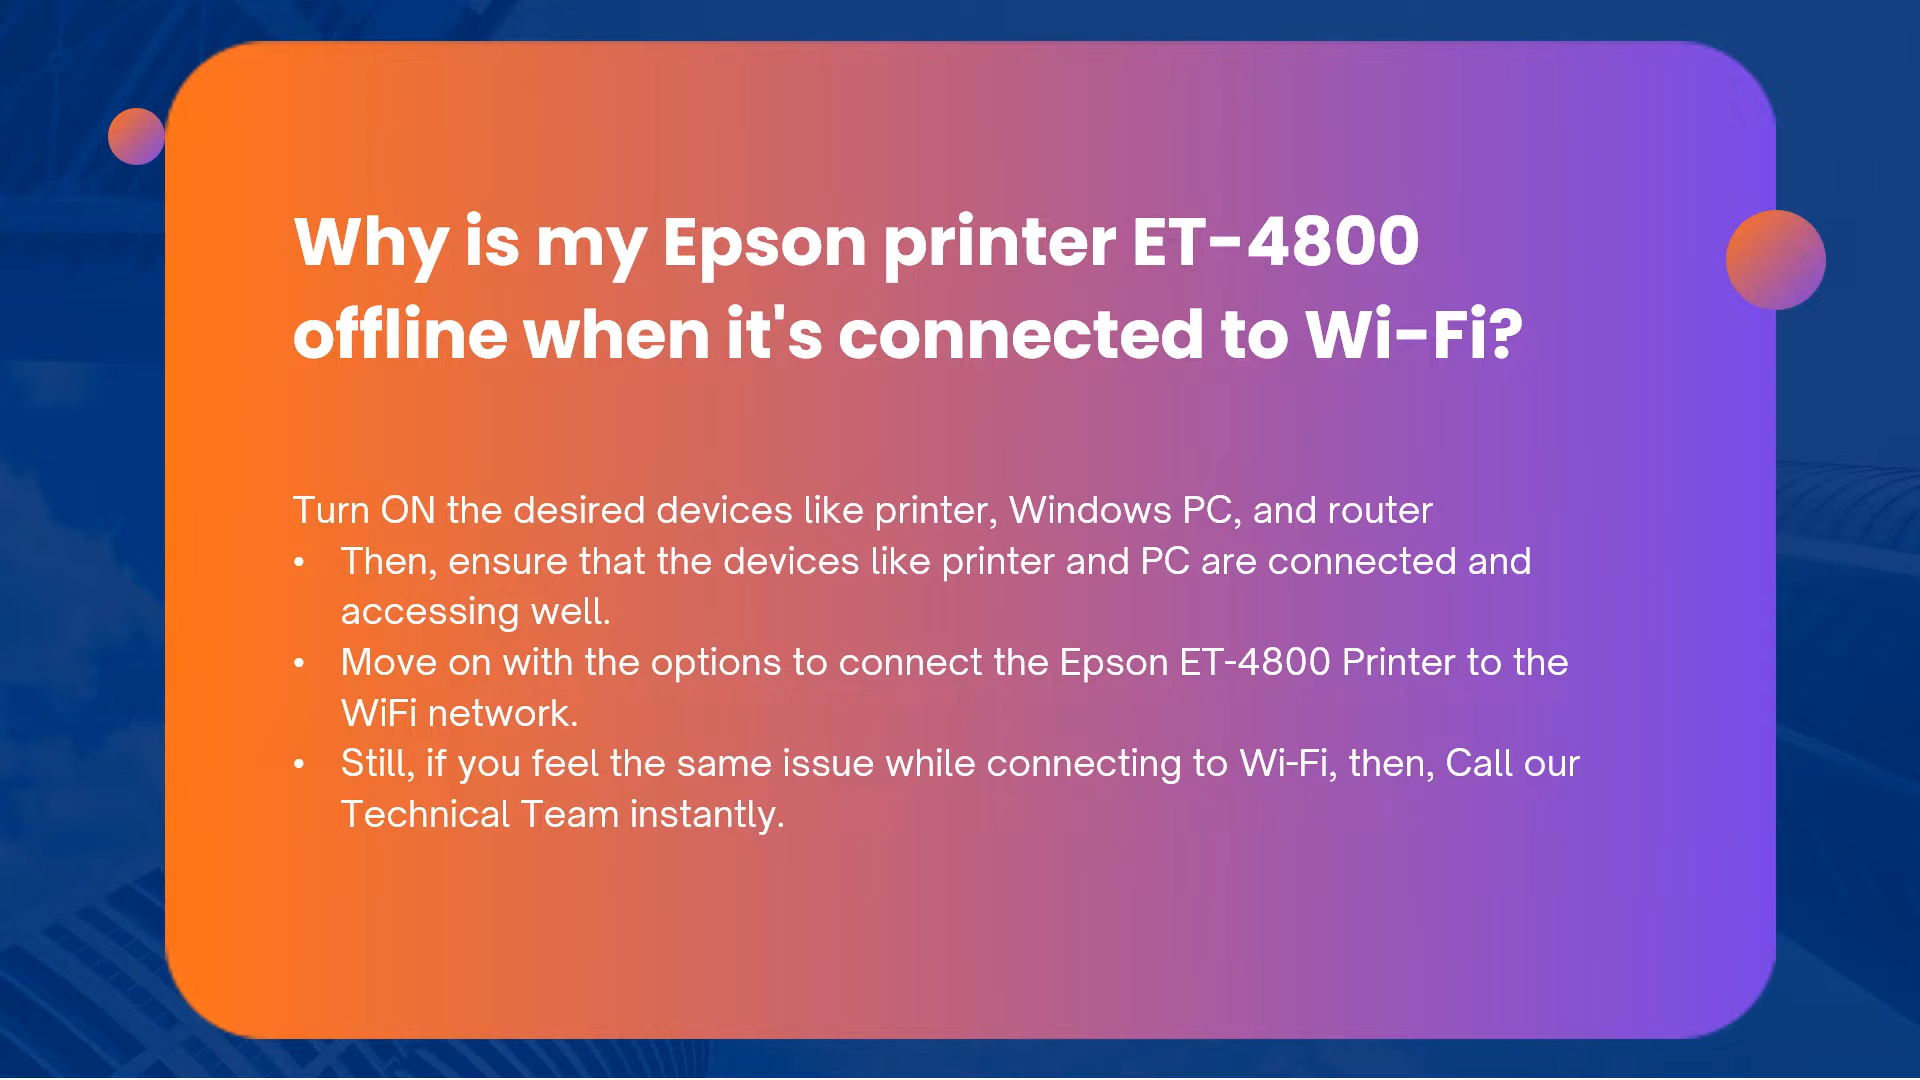 Why is my Epson printer ET-4800
offline when it's connected to Wi-Fi?
Turn ON the desired devices like printer, Windows PC, and router
• Then, ensure that the devices like printer and PC are connected and
accessing well.
• Move on with the options to connect the Epson ET-4800 Printer to the
WiFi network.
• Still, if you feel the same issue while connecting to Wi-Fi, then, Call our
Technical Team instantly.